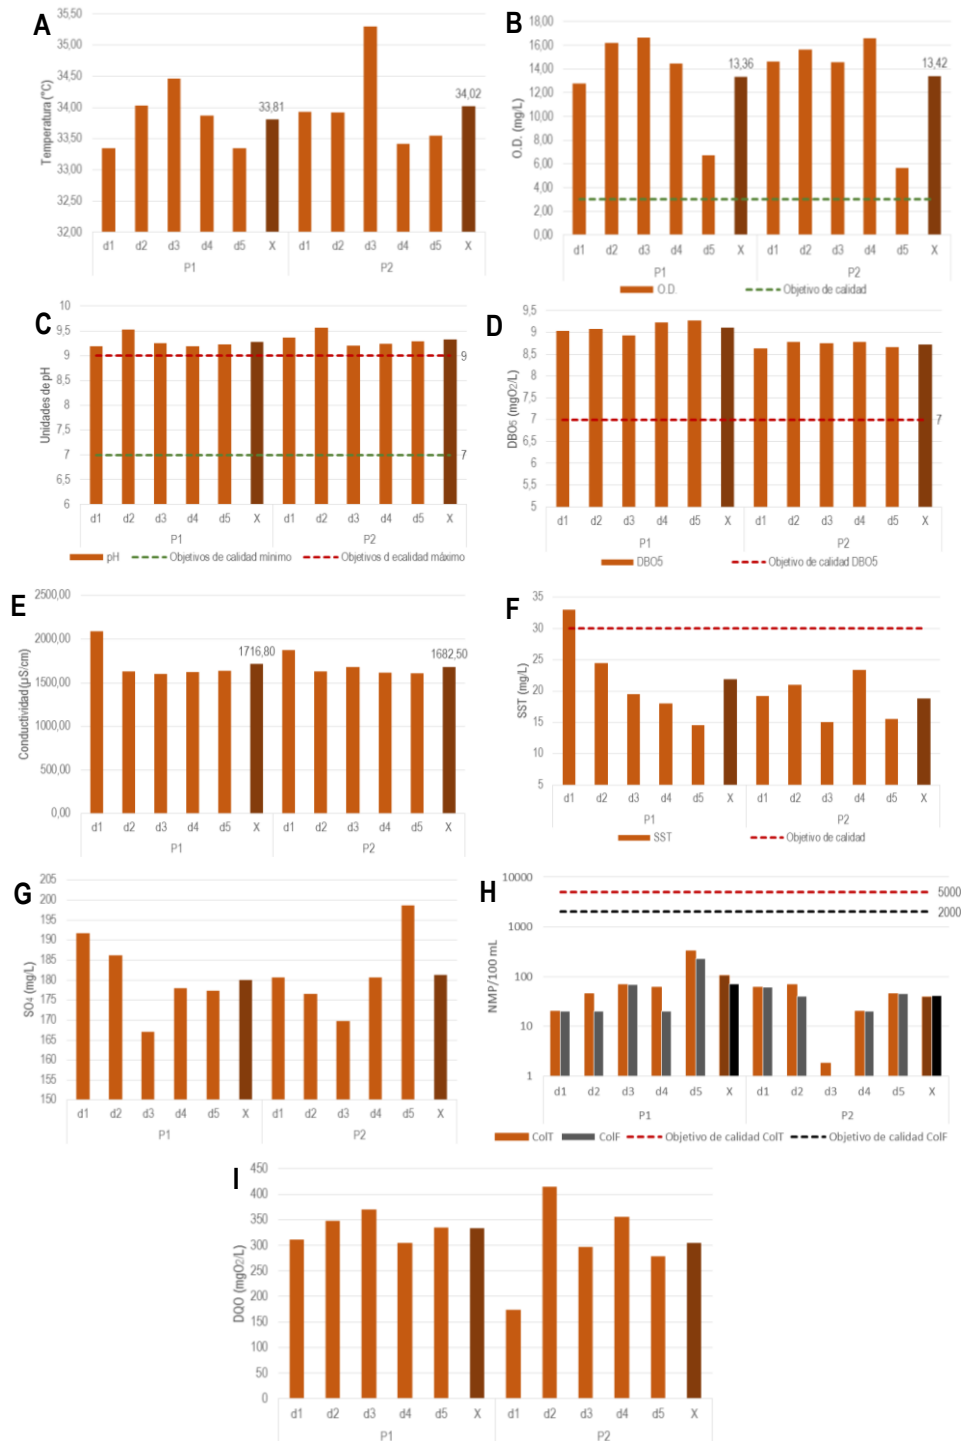 A
Temperatura (°C)
35,50
35,00
34,50
34,00
33,50
33,00
32,50
32,00
33,81
34,02
d1 d2 d3 d4 d5 X d1 d2 d3 d4 d5 X
P1 P2
B
O.D. (mg/L)
18,00
16,00
14,00
12,00
10,00
8,00
6,00
4,00
2,00
0,00
13,36
13,42
d1 d2 d3 d4 d5 X d1 d2 d3 d4 d5 X
P1 P2
O.D. Objetivo de calidad
C
Unidades de pH
10
9,5
9
8,5
8
7,5
7
6,5
6
9
7
d1 d2 d3 d4 d5 X d1 d2 d3 d4 d5 X
P1 P2
pH Objetivos de calidad mínimo Objetivos d ecalidad máximo
D
DBO5 (mgO2/L)
9,5
9
8,5
8
7,5
7
6,5
6
5,5
5
7
d1 d2 d3 d4 d5 X d1 d2 d3 d4 d5 X
P1 P2
DBO5 Objetivo de calidad DBO5
E
Conductividad (µS/cm)
2500,00
2000,00
1500,00
1000,00
500,00
0,00
1716,80
1682,50
d1 d2 d3 d4 d5 X d1 d2 d3 d4 d5 X
P1 P2
F
SST (mg/L)
35
30
25
20
15
10
5
d1 d2 d3 d4 d5 X d1 d2 d3 d4 d5 X
P1 P2
SST Objetivo de calidad
G
SO4 (mg/L)
205
200
195
190
185
180
175
170
165
160
155
150
d1 d2 d3 d4 d5 X d1 d2 d3 d4 d5 X
P1 P2
H
NMP/100 mL
10000
1000
100
10
1
5000
2000
d1 d2 d3 d4 d5 X d1 d2 d3 d4 d5 X
P1 P2
ColT ColF Objetivo de calidad ColT Objetivo de calidad ColF
I
DQO (mgO2/L)
450
400
350
300
250
200
150
100
50
0
d1 d2 d3 d4 d5 X d1 d2 d3 d4 d5 X
P1 P2